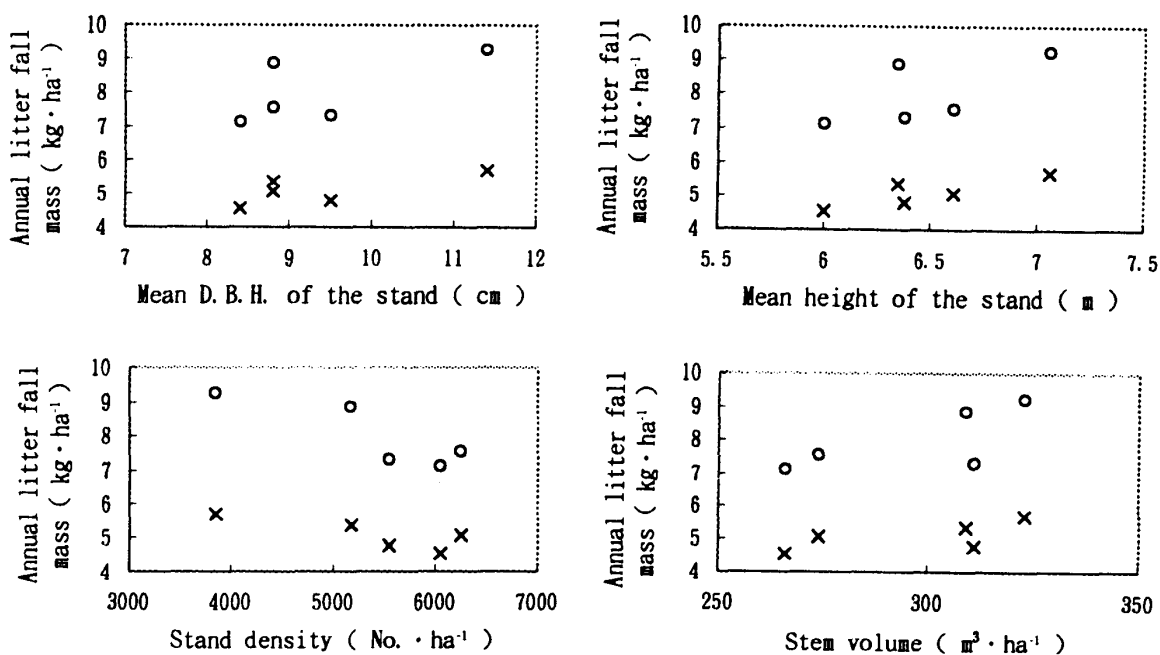 Annual litter fall
mass ( kg・ha⁻¹ )
10
9
8
7
6
5
4
7 8 9 10 11 12
Mean D.B.H. of the stand ( cm )
Annual litter fall
mass ( kg・ha⁻¹ )
10
9
8
7
6
5
4
5.5 6 6.5 7 7.5
Mean height of the stand ( m )
Annual litter fall
mass ( kg・ha⁻¹ )
10
9
8
7
6
5
4
3000 4000 5000 6000 7000
Stand density ( No.・ha⁻¹ )
Annual litter fall
mass ( kg・ha⁻¹ )
10
9
8
7
6
5
4
250 300 350
Stem volume ( m³・ha⁻¹ )